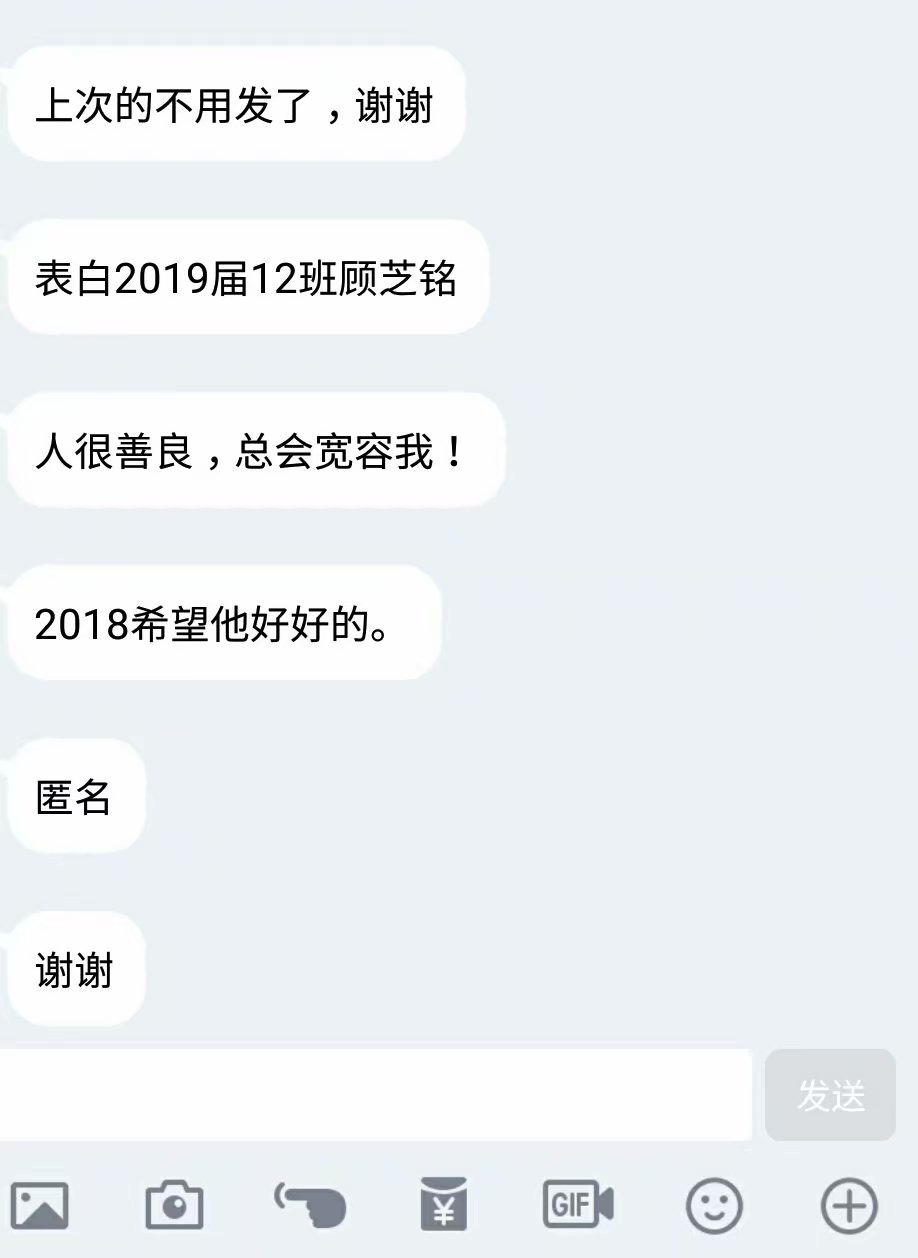 上次的不用发了，谢谢
表白2019届12班顾芝铭
人很善良，总会宽容我！
2018希望他好好的。
匿名
谢谢
发送
GIF